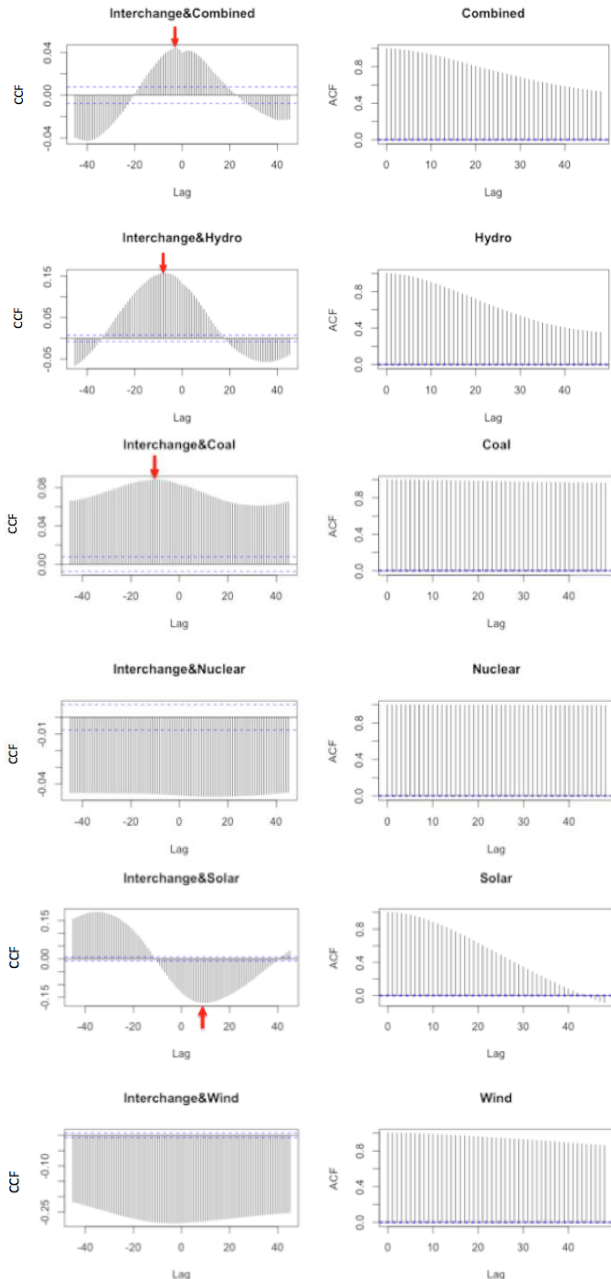 Interchange&Combined
Combined
CCF
0.04
0.00
-0.04
-40
-20
0
20
40
Lag
ACF
0.8
0.4
0.0
0
10
20
30
40
Lag
Interchange&Hydro
Hydro
CCF
0.15
0.05
-0.05
-40
-20
0
20
40
Lag
ACF
0.8
0.4
0.0
0
10
20
30
40
Lag
Interchange&Coal
Coal
CCF
0.08
0.04
0.00
-40
-20
0
20
40
Lag
ACF
0.8
0.4
0.0
0
10
20
30
40
Lag
Interchange&Nuclear
Nuclear
CCF
-0.01
-0.04
-40
-20
0
20
40
Lag
ACF
0.8
0.4
0.0
0
10
20
30
40
Lag
Interchange&Solar
Solar
CCF
0.15
0.00
-0.15
-40
-20
0
20
40
Lag
ACF
0.8
0.4
0.0
0
10
20
30
40
Lag
Interchange&Wind
Wind
CCF
-0.10
-0.25
-40
-20
0
20
40
Lag
ACF
0.8
0.4
0.0
0
10
20
30
40
Lag